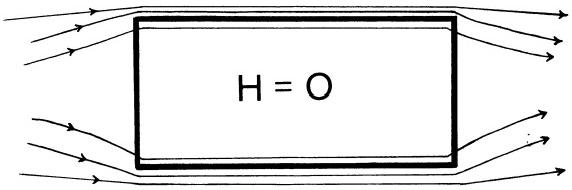 H = O